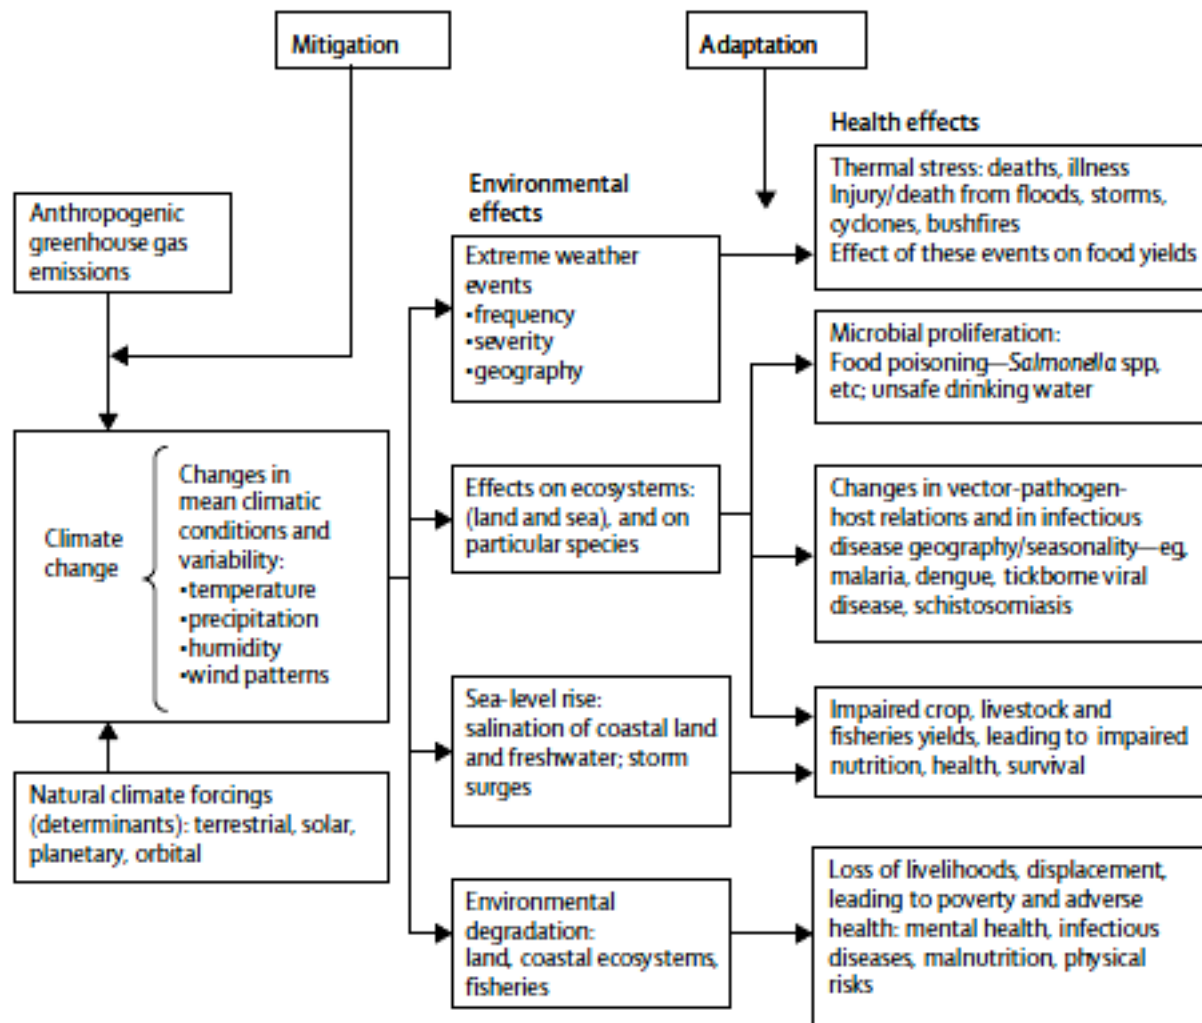 Mitigation
Adaptation
Health effects
Thermal stress: deaths, illness
Injury/death from floods, storms,
cyclones, bushfires
Effect of these events on food yields
Environmental
effects
Anthropogenic
greenhouse gas
emissions
Extreme weather
events
•frequency
•severity
•geography
Microbial proliferation:
Food poisoning—Salmonella spp,
etc; unsafe drinking water
Climate
change
Changes in
mean climatic
conditions and
variability:
•temperature
•precipitation
•humidity
•wind patterns
Effects on ecosystems:
(land and sea), and on
particular species
Changes in vector-pathogen-
host relations and in infectious
disease geography/seasonality—eg,
malaria, dengue, tickborne viral
disease, schistosomiasis
Sea-level rise:
salination of coastal land
and freshwater; storm
surges
Impaired crop, livestock and
fisheries yields, leading to impaired
nutrition, health, survival
Natural climate forcings
(determinants): terrestrial, solar,
planetary, orbital
Environmental
degradation:
land, coastal ecosystems,
fisheries
Loss of livelihoods, displacement,
leading to poverty and adverse
health: mental health, infectious
diseases, malnutrition, physical
risks